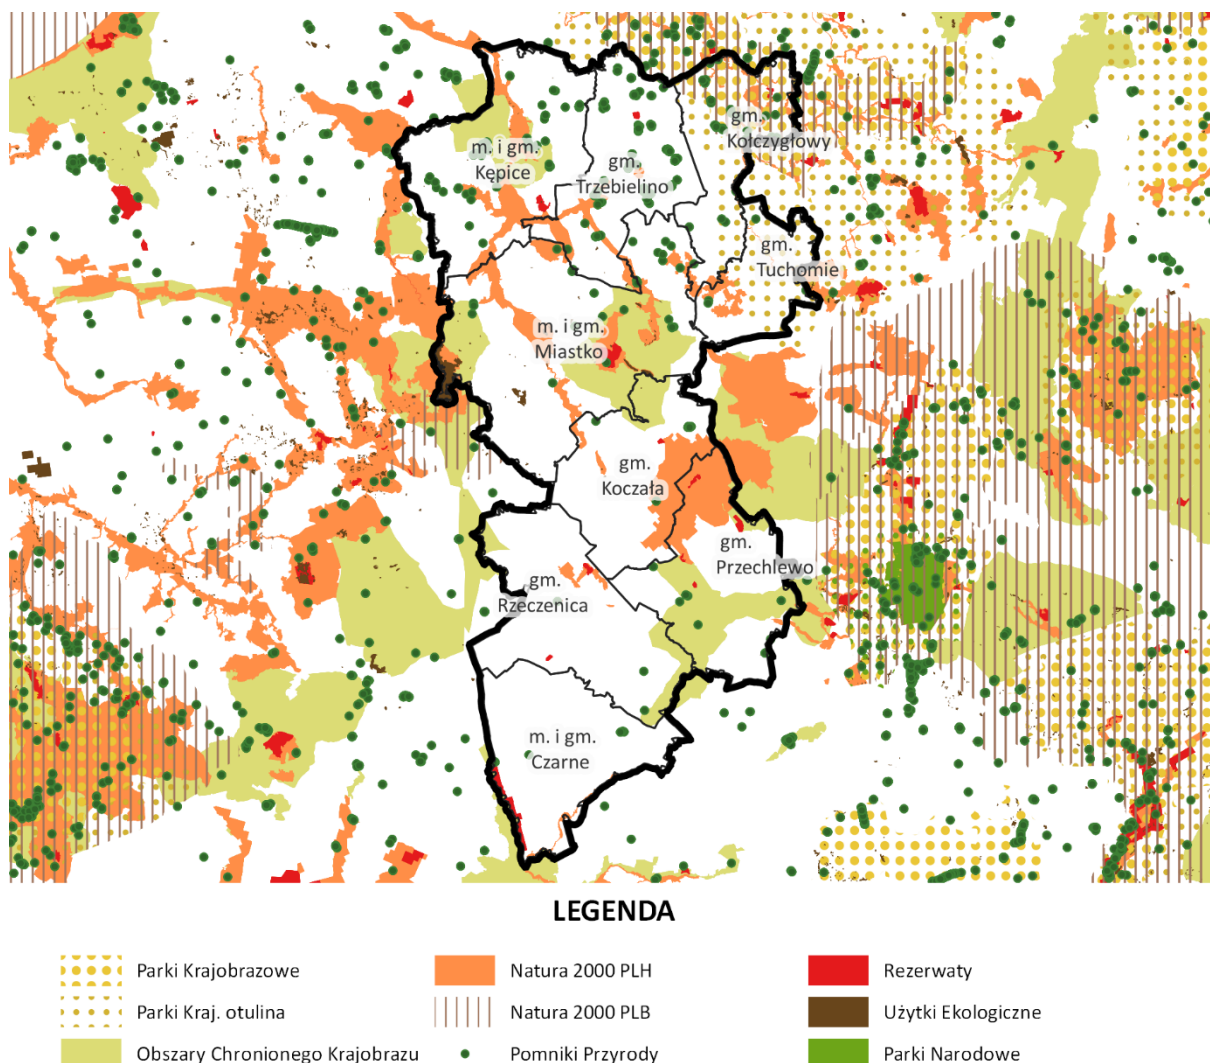 gm.
Kołczygłowy
m. i gm.
Kępice
gm.
Trzebielino
gm.
Tuchomie
m. i gm.
Miastko
gm.
Koczała
gm.
Przechlewo
gm.
Rzeczenica
m. i gm.
Czarne
LEGENDA
Parki Krajobrazowe
Natura 2000 PLH
Rezerwaty
Parki Kraj. otulina
Natura 2000 PLB
Użytki Ekologiczne
Obszary Chronionego Krajobrazu
Pomniki Przyrody
Parki Narodowe